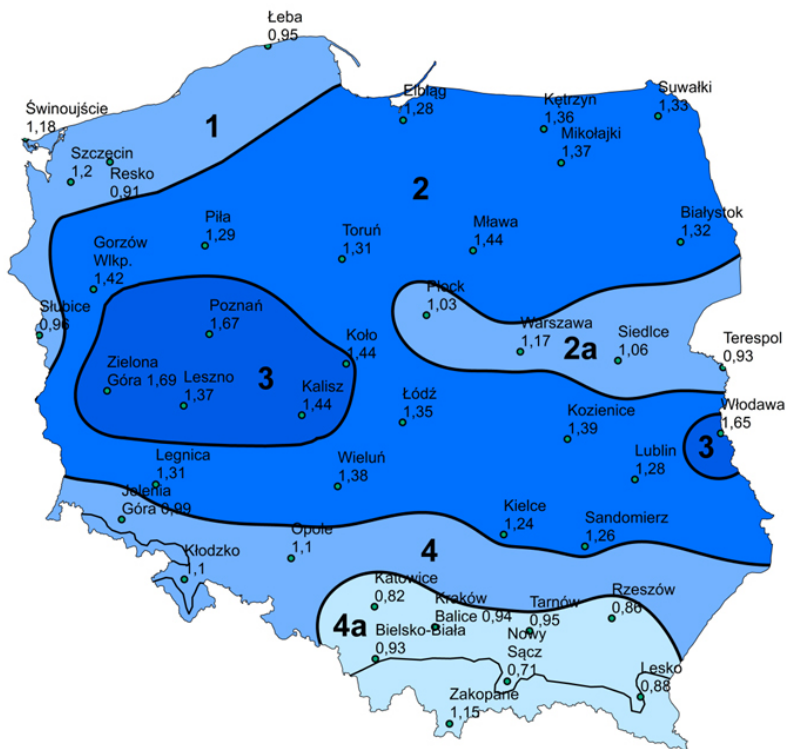 Łeba
0,95
Świnoujście
1,18
1
Szczecin
1,2
Resko
0,91
Elbląg
1,28
Kętrzyn
1,36
Mikołajki
1,37
Suwałki
1,33
2
Gorzów
Wlkp.
1,42
Piła
1,29
Toruń
1,31
Mława
1,44
Białystok
1,32
Słubice
0,96
Poznań
1,67
Koło
1,44
Płock
1,03
Warszawa
1,17
2a
Siedlce
1,06
Terespol
0,93
Zielona
Góra 1,69
Leszno
1,37
3
Kalisz
1,44
Łódź
1,35
Kozienice
1,39
Włodawa
1,65
3
Lublin
1,28
Legnica
1,31
Wieluń
1,38
Jelenia
Góra 0,99
Kielce
1,24
Sandomierz
1,26
Kłodzko
1,1
Opole
1,1
4
Katowice
0,82
Kraków
Balice 0,94
Tarnów
0,95
Rzeszów
0,86
4a
Bielsko-Biała
0,93
Nowy
Sącz
0,71
Lesko
0,88
Zakopane
1,15